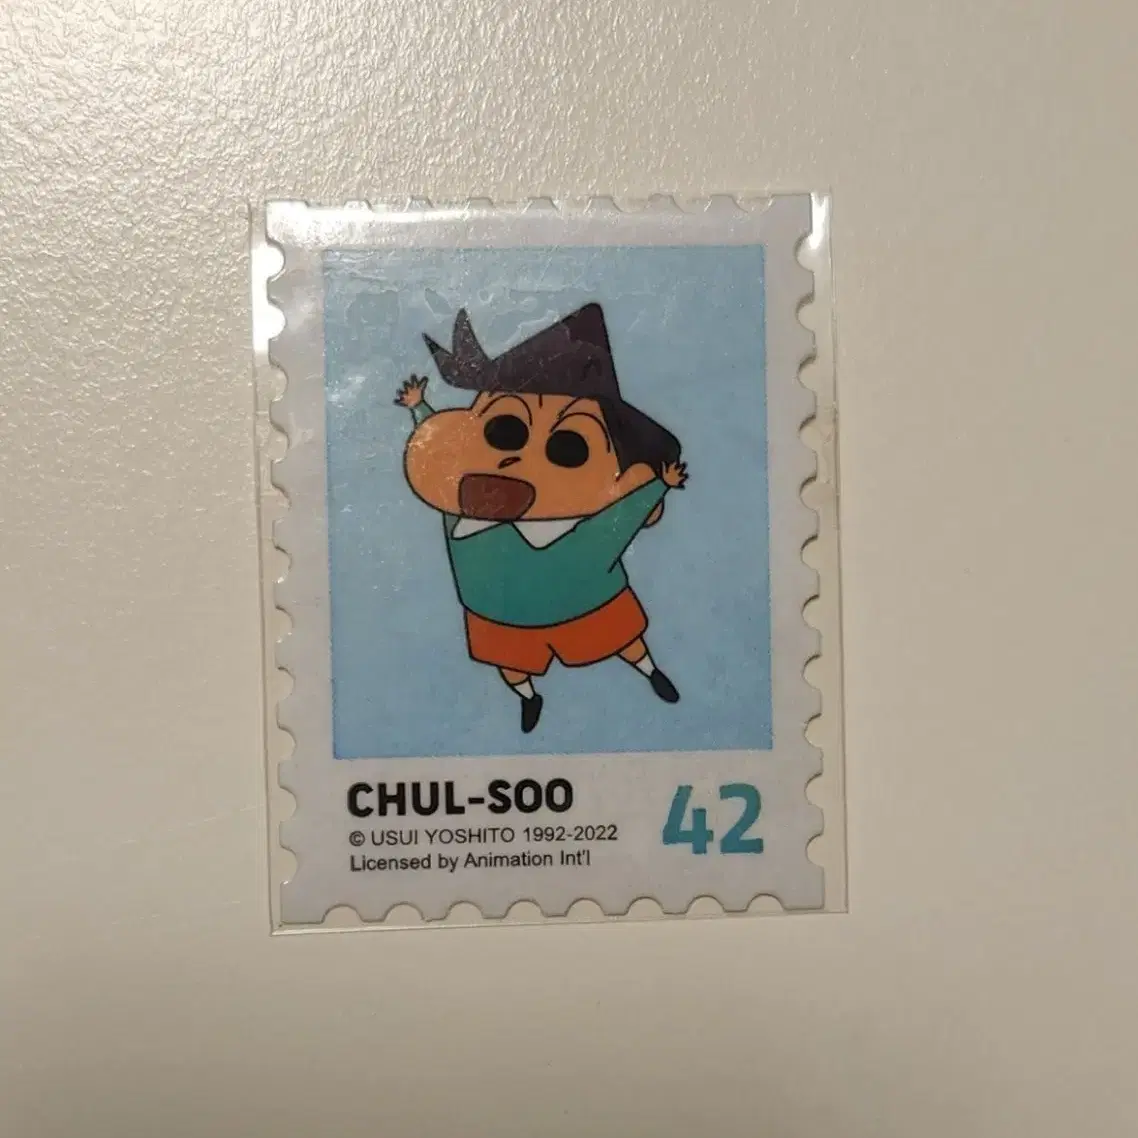 CHUL-SOO
42
© USUI YOSHITO 1992-2022
Licensed by Animation Int'l